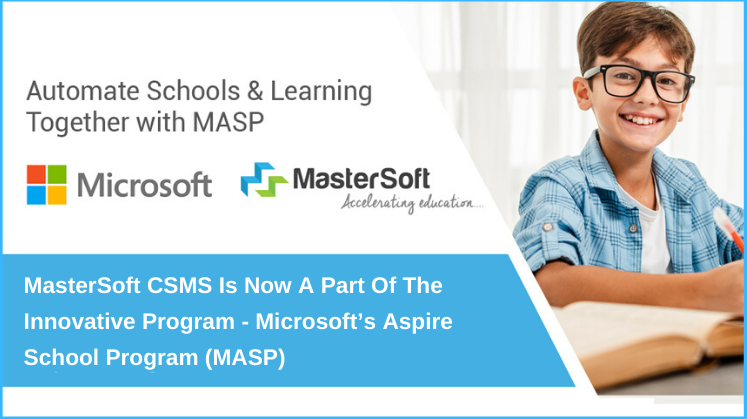 Automate Schools & Learning
Together with MASP
Microsoft
MasterSoft
Accelerating education....
MasterSoft CSMS Is Now A Part Of The
Innovative Program - Microsoft’s Aspire
School Program (MASP)